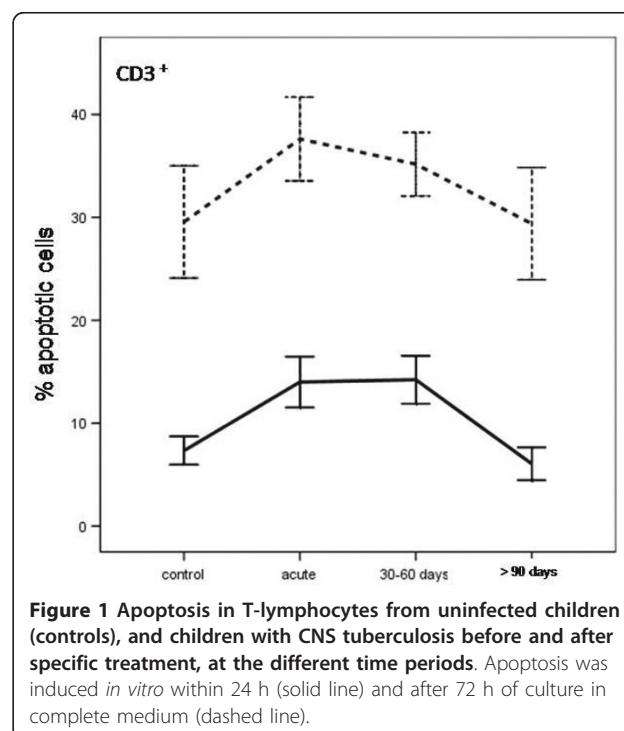 CD3+
40
30
20
10
0
% apoptotic cells
control acute 30-60 days >90 days
Figure 1 Apoptosis in T-lymphocytes from uninfected children
(controls), and children with CNS tuberculosis before and after
specific treatment, at the different time periods. Apoptosis was
induced in vitro within 24 h (solid line) and after 72 h of culture in
complete medium (dashed line).